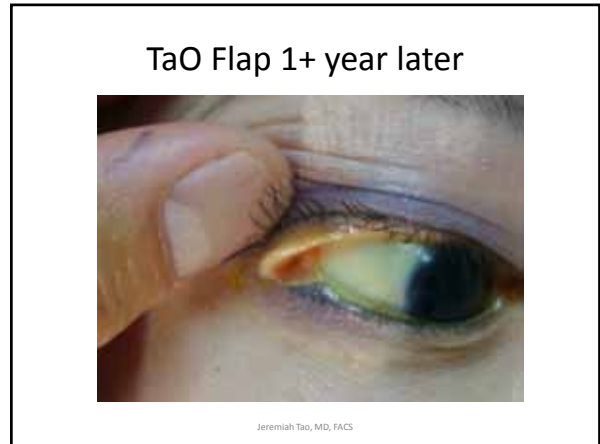 TaO Flap 1+ year later
Jeremiah Tao, MD, FACS